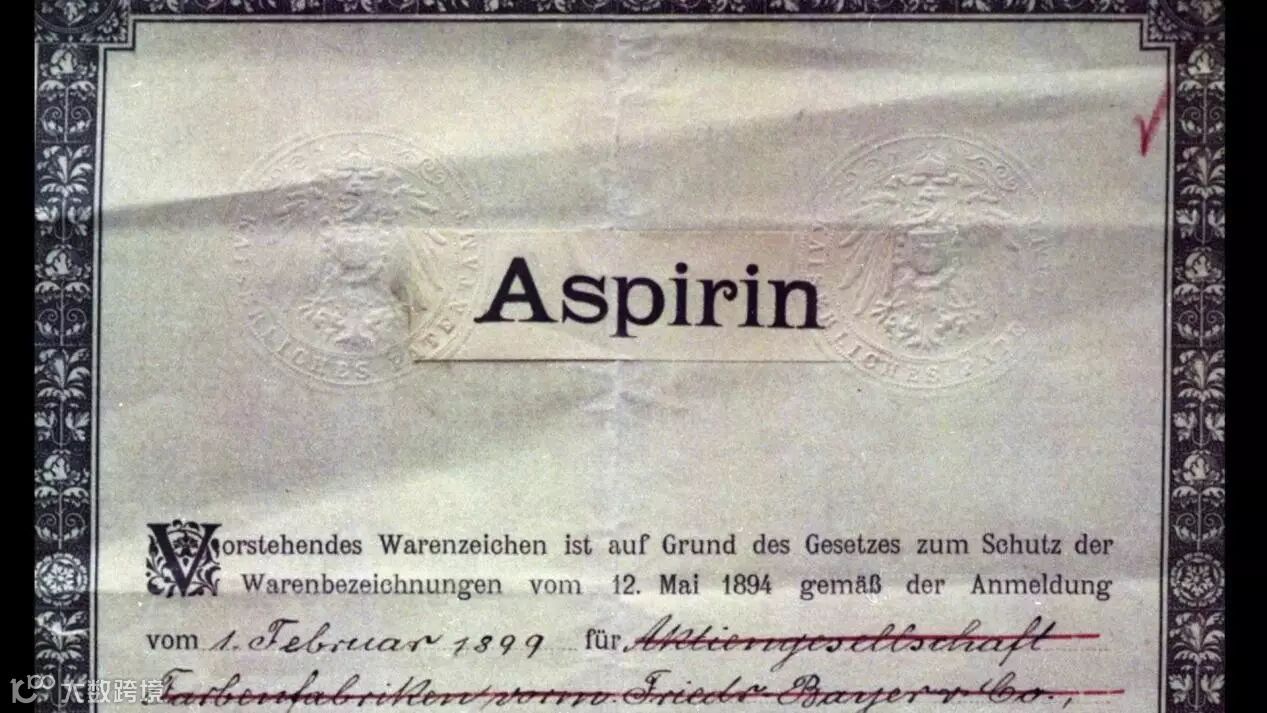 Aspirin
Vorstehendes Warenzeichen ist auf Grund des Gesetzes zum Schutz der
Warenbezeichnungen vom 12. Mai 1894 gemäß der Anmeldung
vom 1. Februar 1899 für Aktiengesellschaft
Farbenfabriken vorm. Friedr. Bayer & Co.,
大数跨境